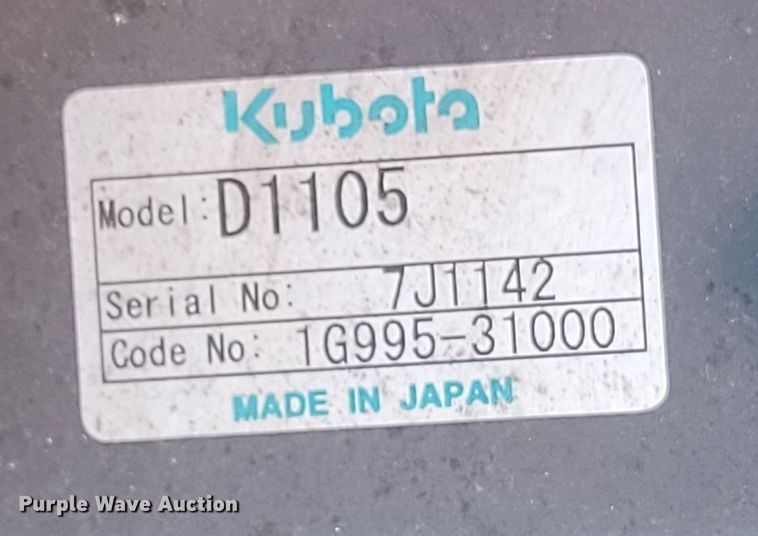 Kubota
Model: D1105
Serial No: 7J1142
Code No: 1G995-31000
MADE IN JAPAN
Purple Wave Auction